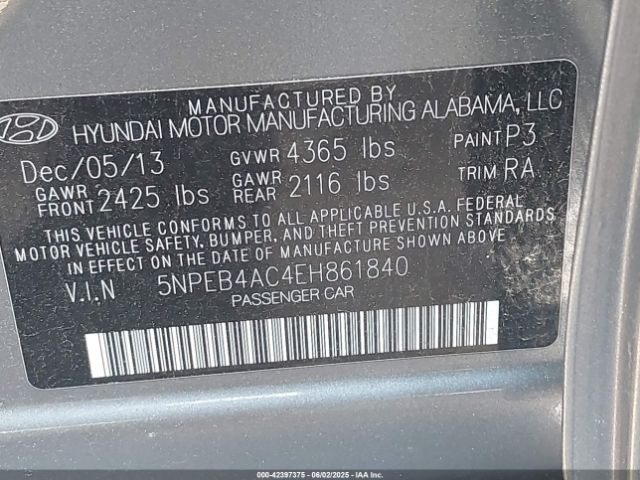 MANUFACTURED BY
HYUNDAI MOTOR MANUFACTURING ALABAMA, LLC
Dec/05/13 GVWR 4365 lbs PAINT P3
GAWR FRONT 2425 lbs GAWR REAR 2116 lbs TRIM RA
THIS VEHICLE CONFORMS TO ALL APPLICABLE U.S.A. FEDERAL
MOTOR VEHICLE SAFETY, BUMPER, AND THEFT PREVENTION STANDARDS
IN EFFECT ON THE DATE OF MANUFACTURE SHOWN ABOVE.
V.I.N 5NPEB4AC4EH861840
PASSENGER CAR
000-42397375 - 06/02/2025 - IAA Inc.